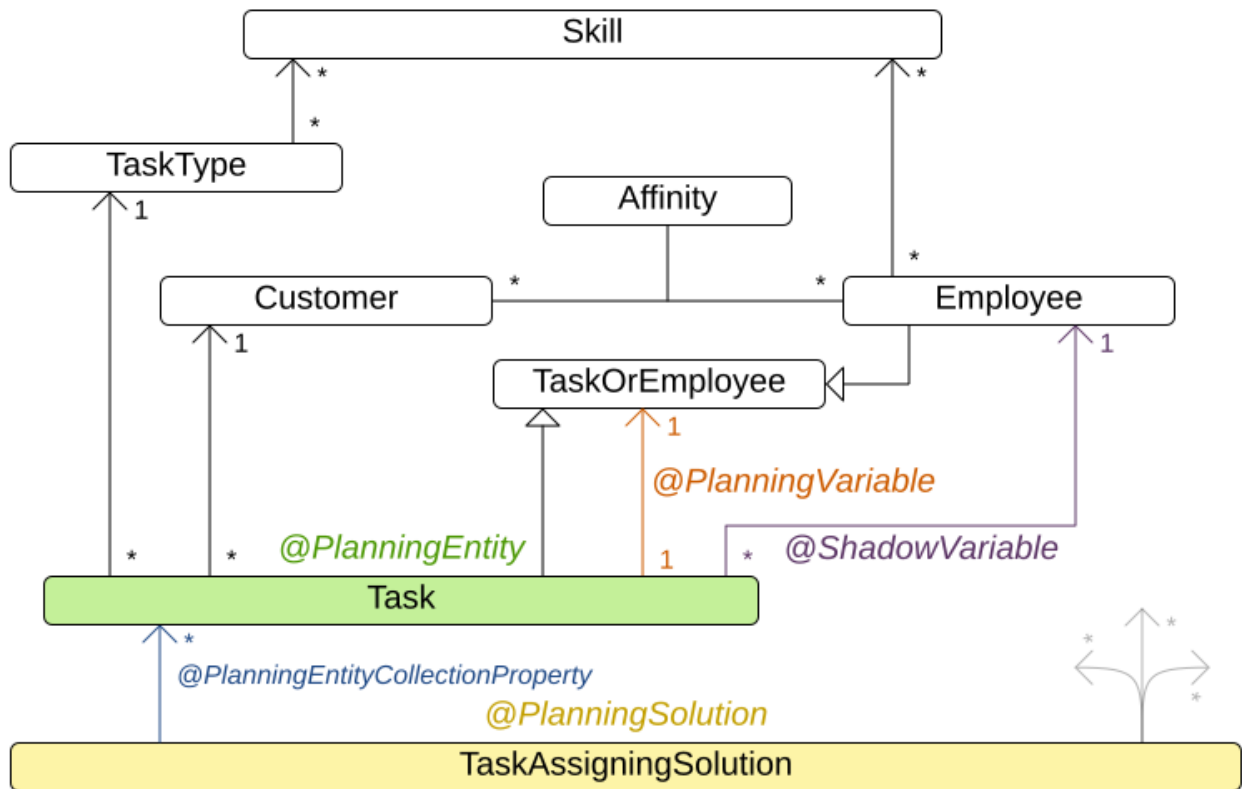 Skill
*
*
*
TaskType
1
Affinity
*
*
*
Customer
Employee
1
1
TaskOrEmployee
1
@PlanningVariable
@PlanningEntity
@ShadowVariable
*
*
1
*
Task
*
*
*
*
@PlanningEntityCollectionProperty
@PlanningSolution
TaskAssigningSolution